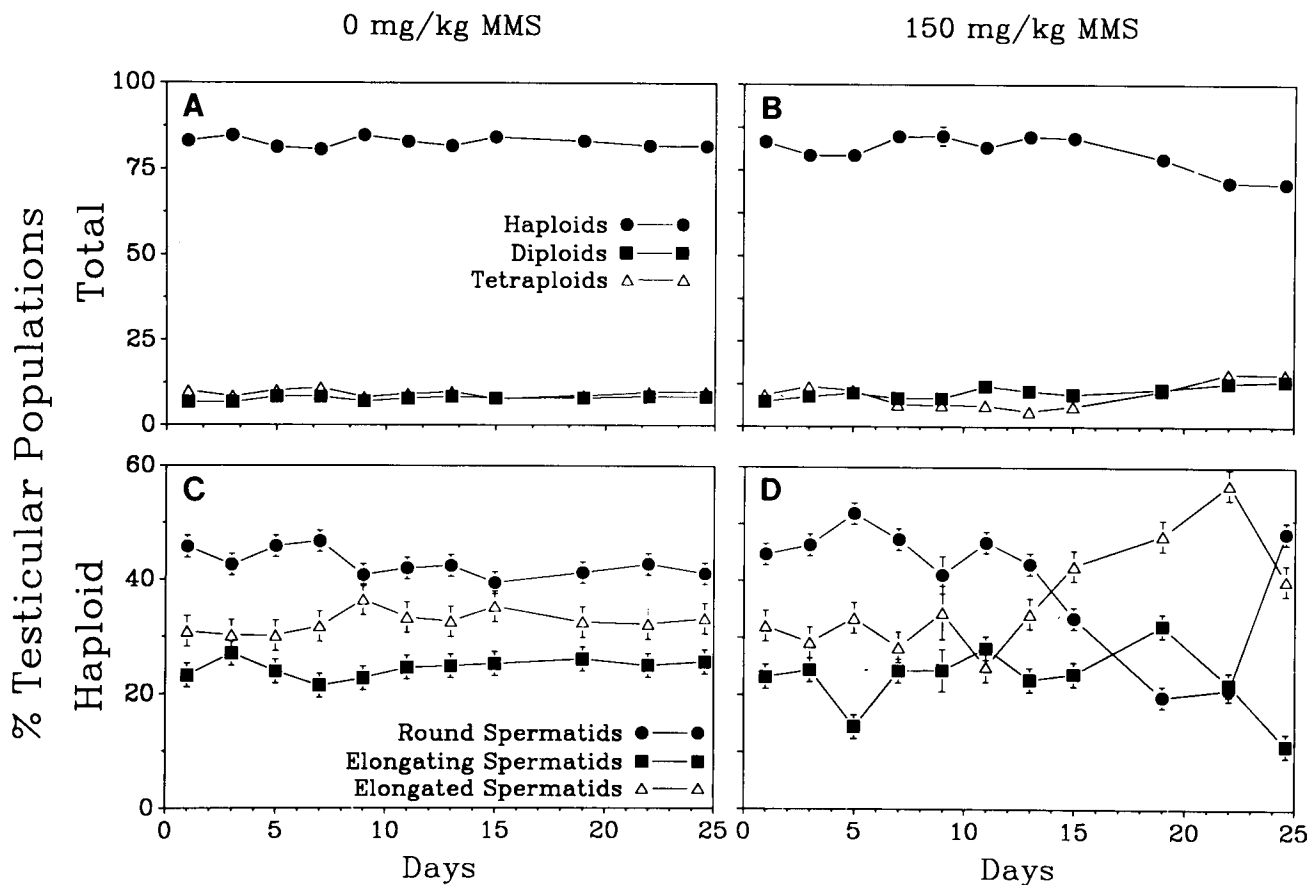 0 mg/kg MMS
150 mg/kg MMS
% Testicular Populations
Total
Haploid
A
100
75
50
25
0
Haploids
Diploids
Tetraploids
B
C
60
40
20
0
Round Spermatids
Elongating Spermatids
Elongated Spermatids
D
0 5 10 15 20 25
Days
5 10 15 20 25
Days